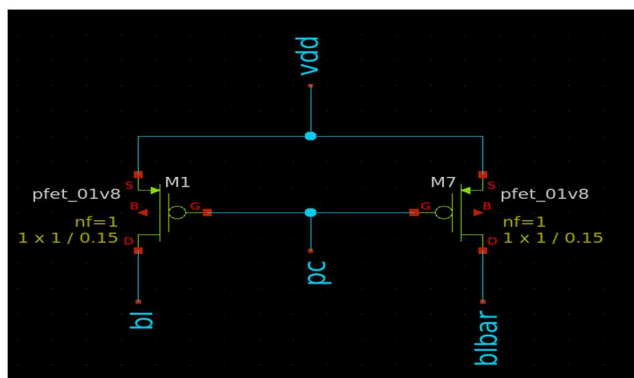 vdd
S
S
pfet_01v8
M1
M7
pfet_01v8
B
G
G
B
nf=1
nf=1
1 x 1 / 0.15
D
D
1 x 1 / 0.15
pc
bl
blbar